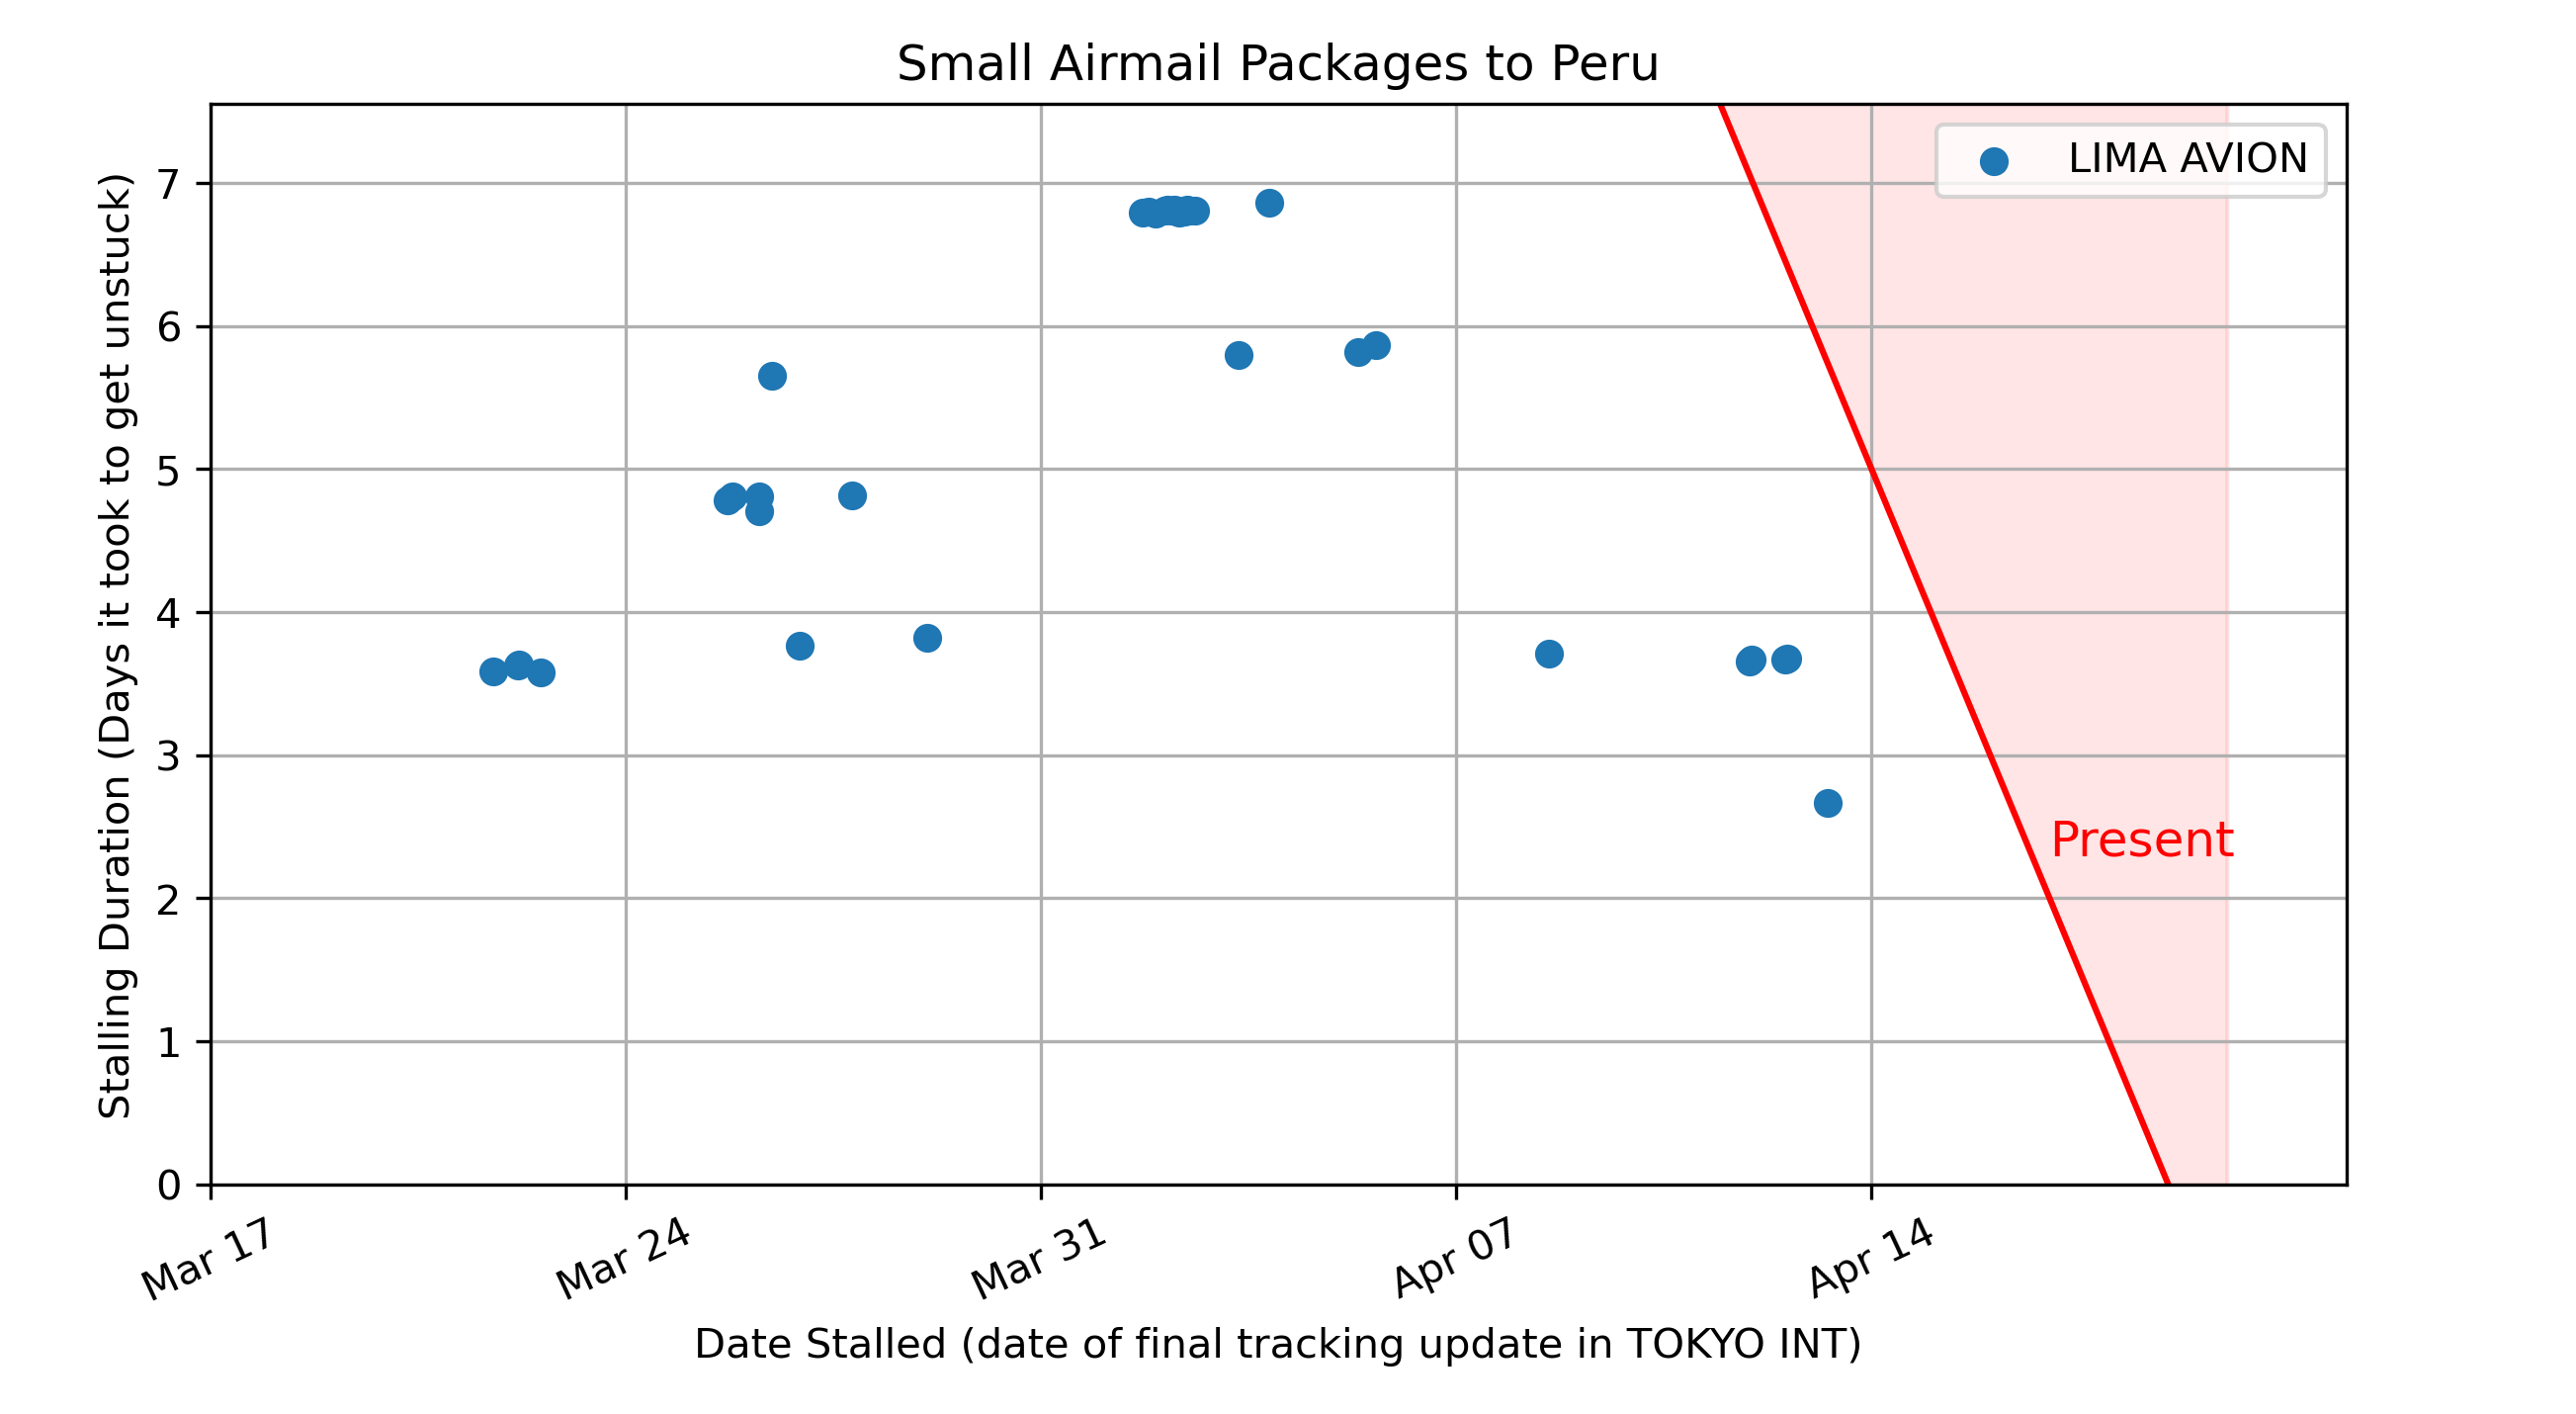 Small Airmail Packages to Peru
LIMA AVION
Stalling Duration (Days it took to get unstuck)
7
6
5
4
3
2
1
0
Present
Mar 17
Mar 24
Mar 31
Apr 07
Apr 14
Date Stalled (date of final tracking update in TOKYO INT)